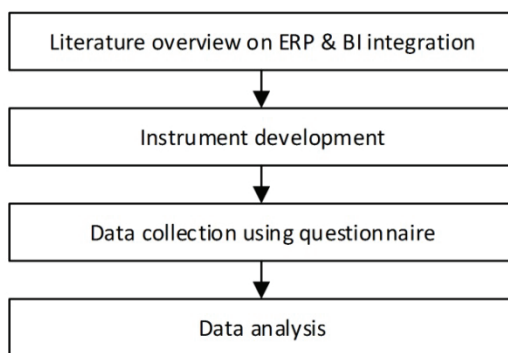 Literature overview on ERP & BI integration
Instrument development
Data collection using questionnaire
Data analysis